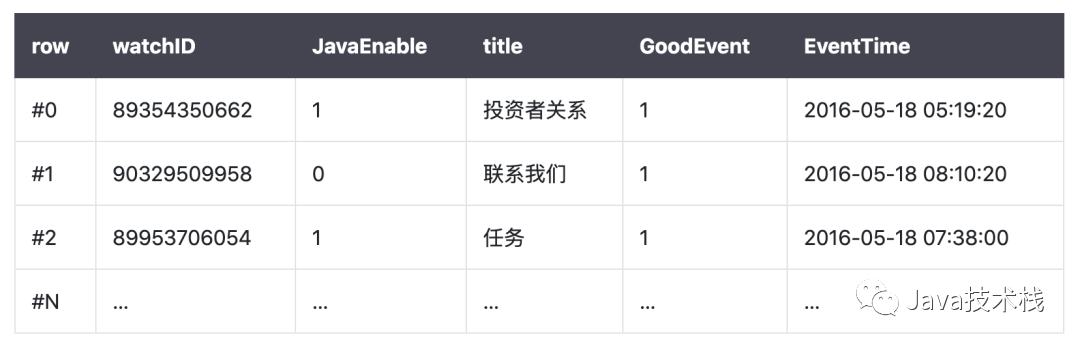 row watchID JavaEnable title GoodEvent EventTime
#0 89354350662 1 投资者关系 1 2016-05-18 05:19:20
#1 90329509958 0 联系我们 1 2016-05-18 08:10:20
#2 89953706054 1 任务 1 2016-05-18 07:38:00
#N ... ... ... ... ...
Java技术栈